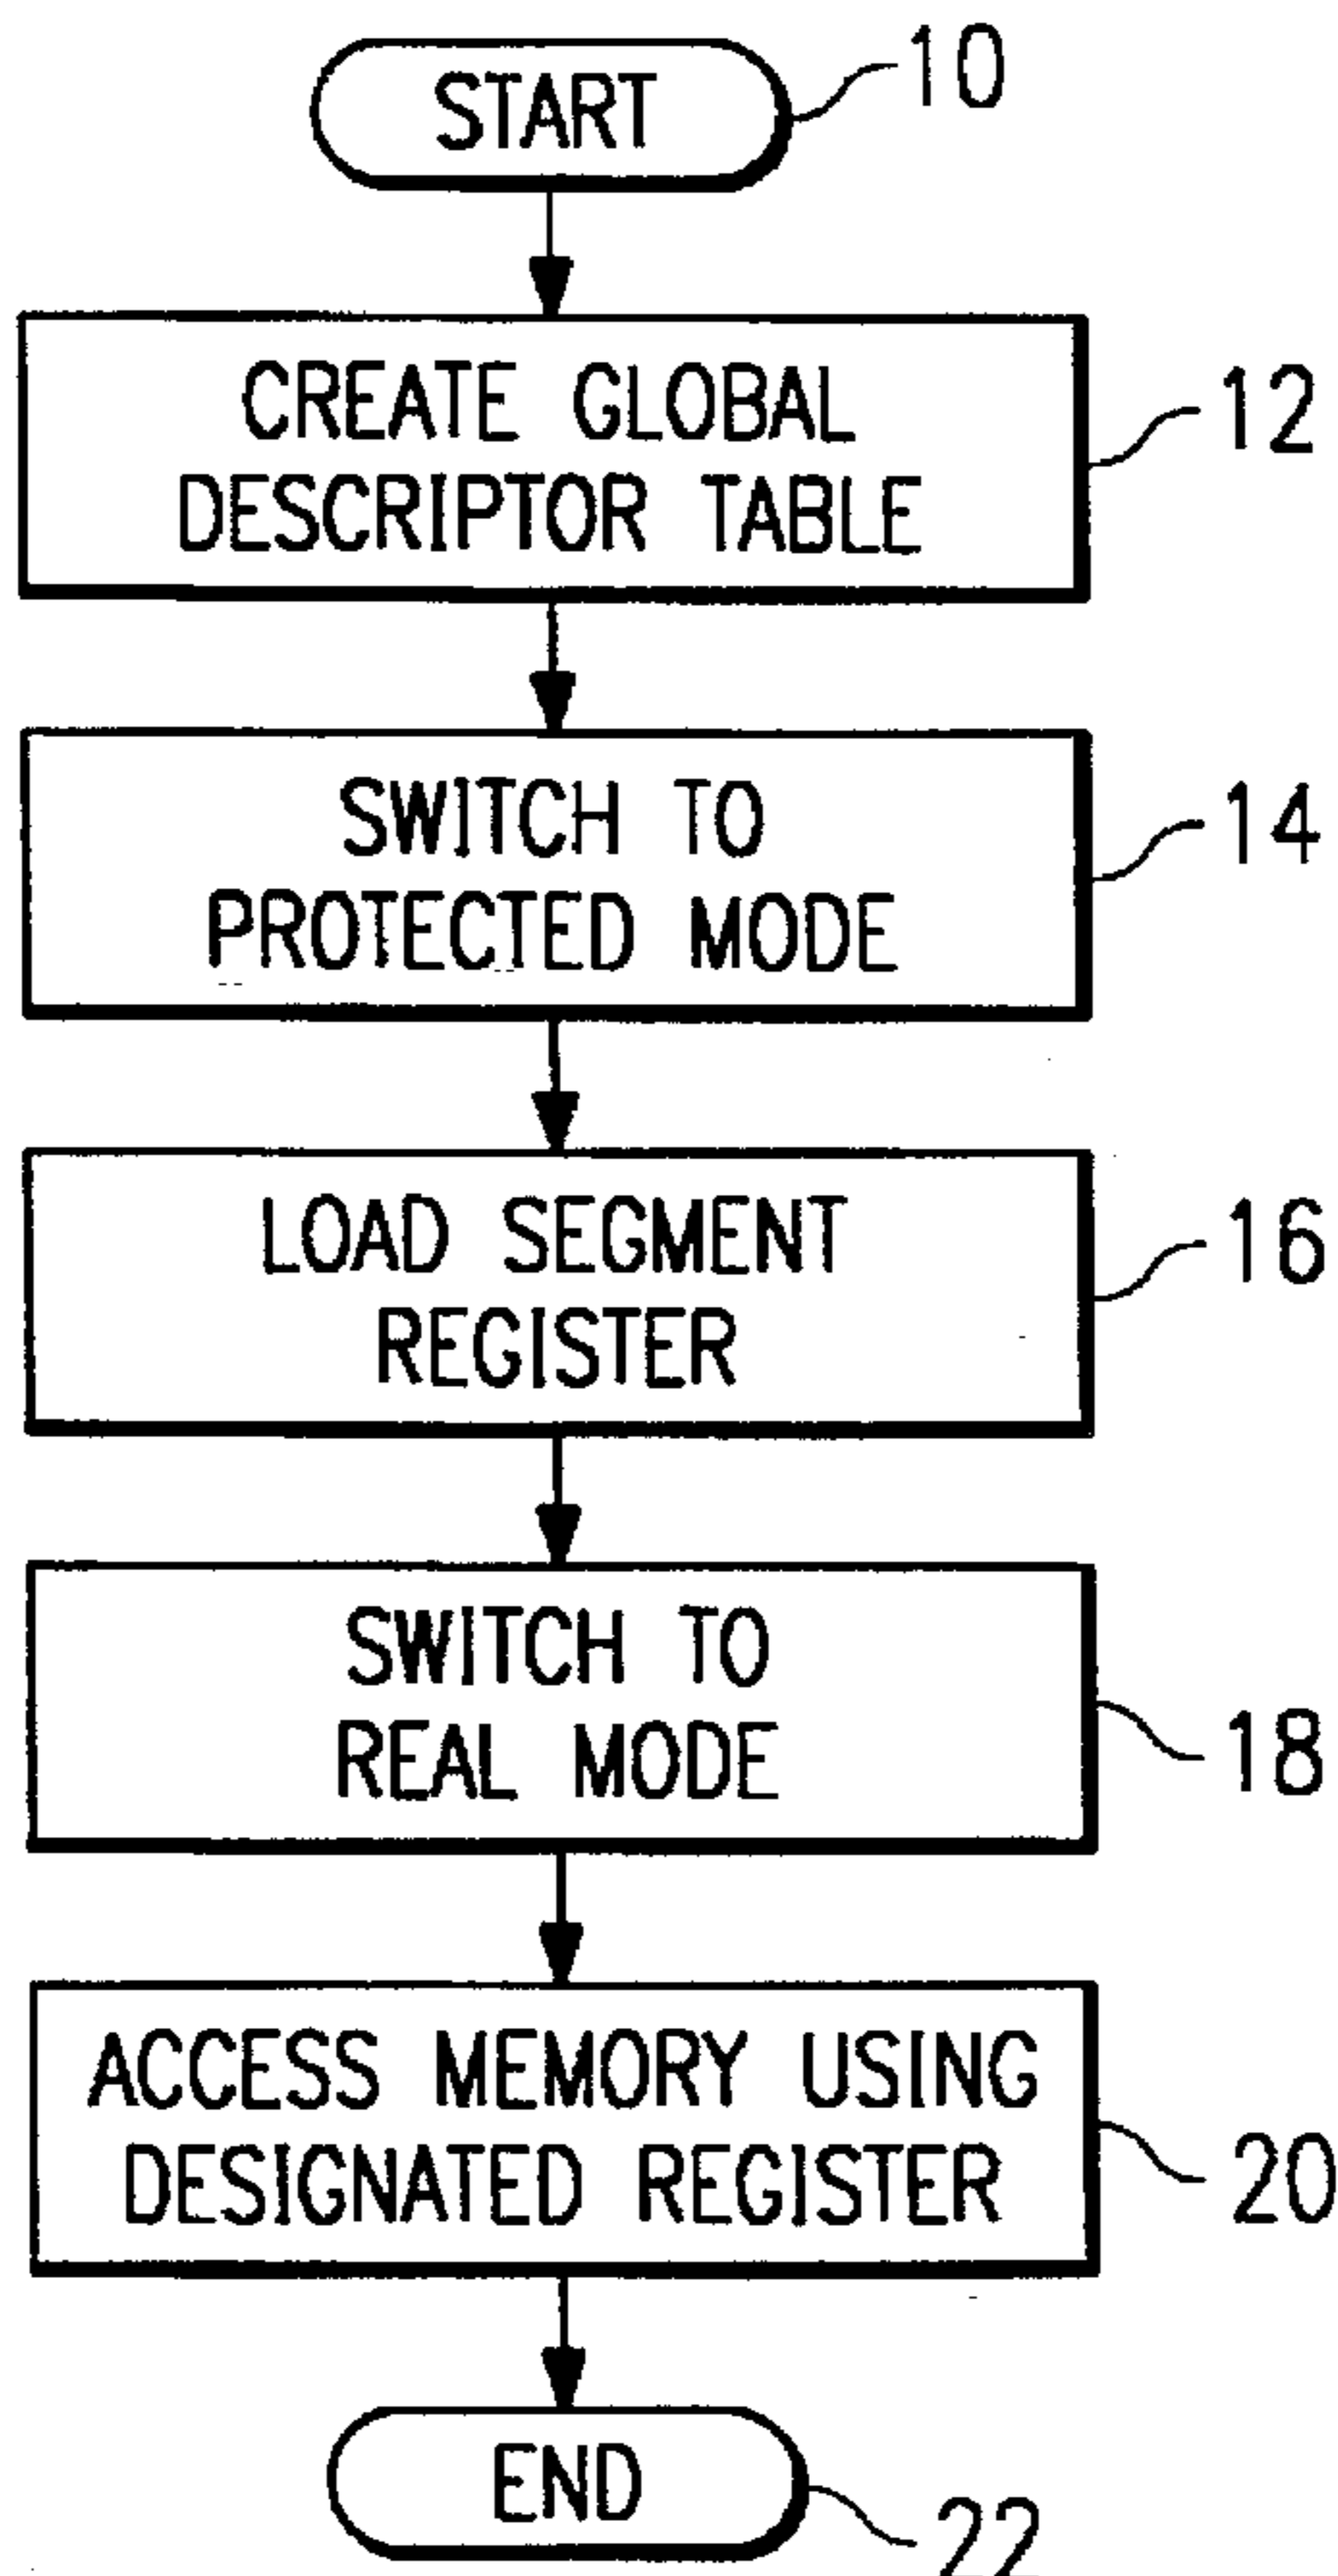 START
10
CREATE GLOBAL
DESCRIPTOR TABLE
12
SWITCH TO
PROTECTED MODE
14
LOAD SEGMENT
REGISTER
16
SWITCH TO
REAL MODE
18
ACCESS MEMORY USING
DESIGNATED REGISTER
20
END
22